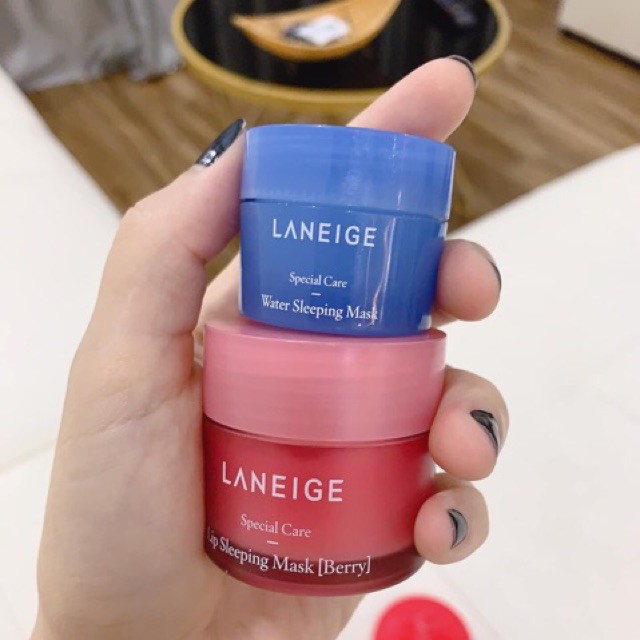 LANEIGE
Special Care
Water Sleeping Mask
LANEIGE
Special Care
Lip Sleeping Mask [Berry]